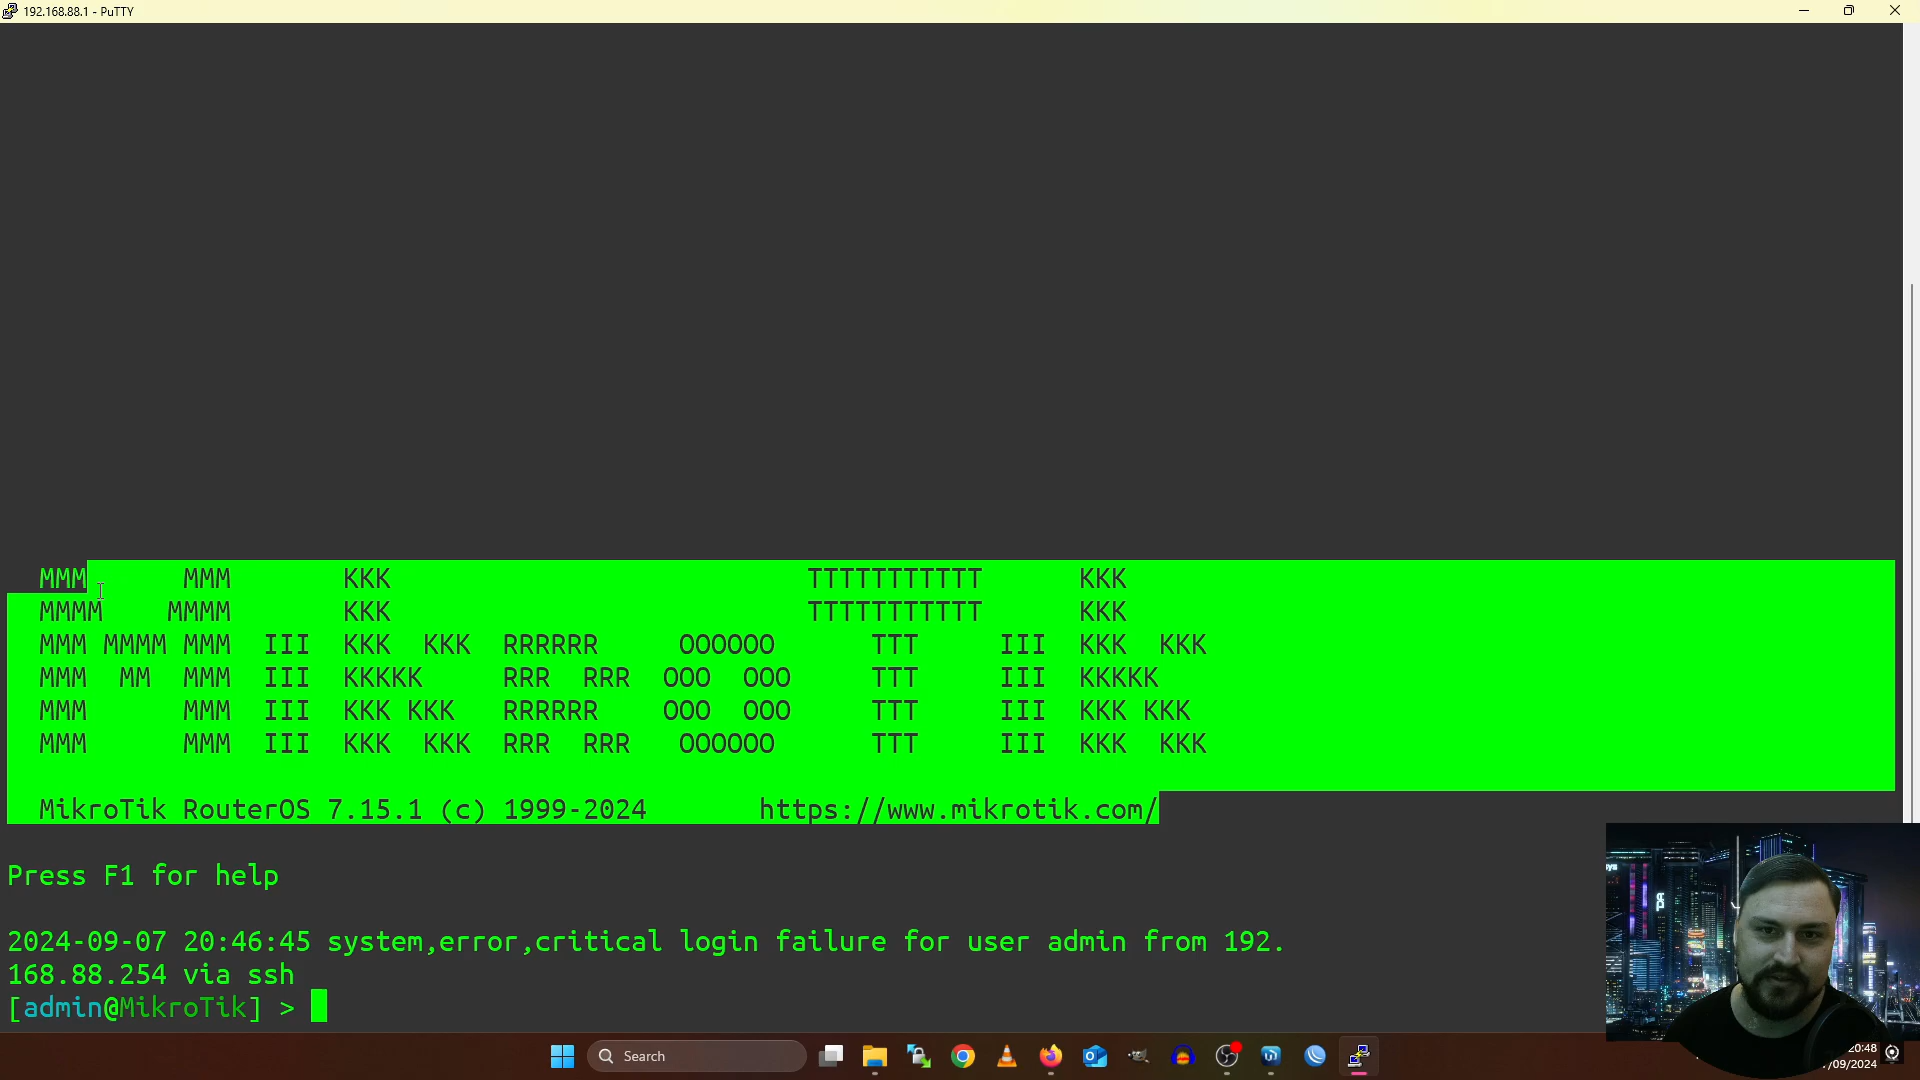 192.168.88.1 - PuTTY
MMM      MMM       KKK                          TTTTTTTTTTT      KKK
MMMM    MMMM       KKK                          TTTTTTTTTTT      KKK
MMM MMMM MMM  III  KKK  KKK  RRRRRR     OOOOOO      TTT     III  KKK  KKK
MMM  MM  MMM  III  KKKKK     RRR  RRR  OOO  OOO     TTT     III  KKKKK
MMM      MMM  III  KKK KKK   RRRRRR    OOO  OOO     TTT     III  KKK KKK
MMM      MMM  III  KKK  KKK  RRR  RRR   OOOOOO      TTT     III  KKK  KKK
MikroTik RouterOS 7.15.1 (c) 1999-2024       https://www.mikrotik.com/
Press F1 for help
2024-09-07 20:46:45 system,error,critical login failure for user admin from 192.
168.88.254 via ssh
[admin@MikroTik] >
Search
20:48
/09/2024